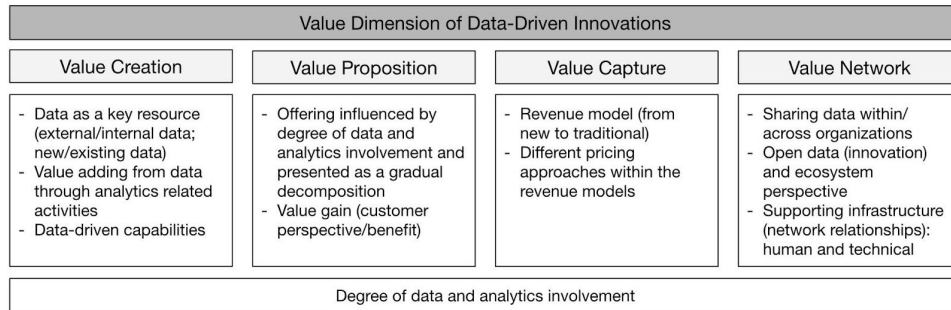 Value Dimension of Data-Driven Innovations
Value Creation
- Data as a key resource
(external/internal data;
new/existing data)
- Value adding from data
through analytics related
activities
- Data-driven capabilities
Value Proposition
- Offering influenced by
degree of data and
analytics involvement and
presented as a gradual
decomposition
- Value gain (customer
perspective/benefit)
Value Capture
- Revenue model (from
new to traditional)
- Different pricing
approaches within the
revenue models
Value Network
- Sharing data within/
across organizations
- Open data (innovation)
and ecosystem
perspective
- Supporting infrastructure
(network relationships):
human and technical
Degree of data and analytics involvement